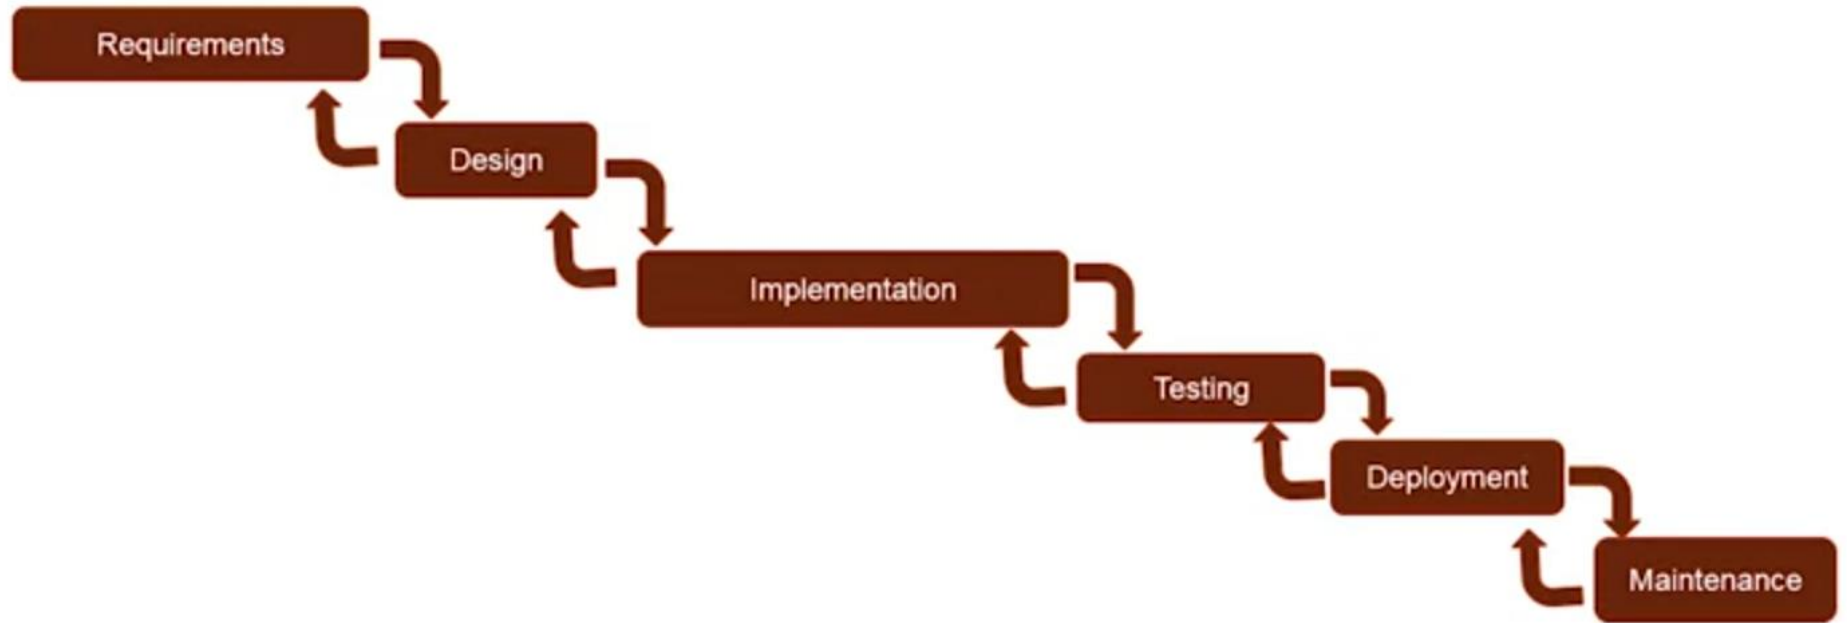 Requirements
Design
Implementation
Testing
Deployment
Maintenance